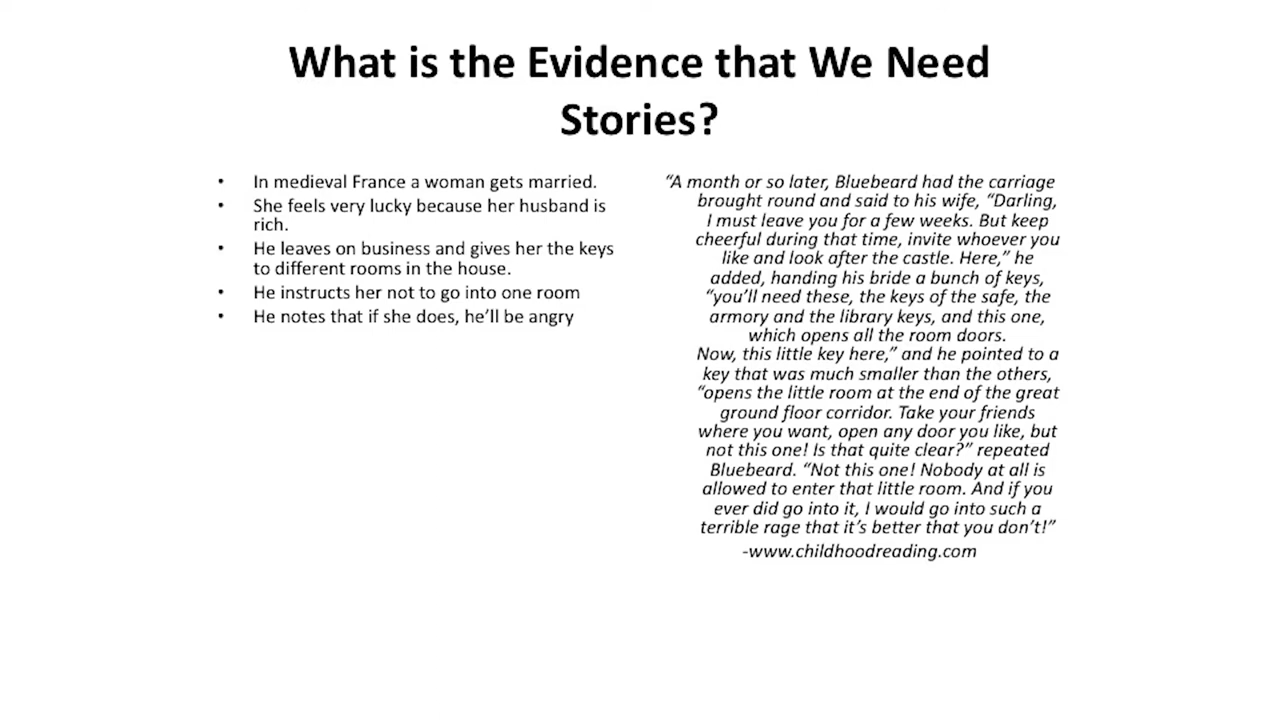 What is the Evidence that We Need
Stories?
• In medieval France a woman gets married.
• She feels very lucky because her husband is
rich.
• He leaves on business and gives her the keys
to different rooms in the house.
• He instructs her not to go into one room
• He notes that if she does, he’ll be angry
“A month or so later, Bluebeard had the carriage
brought round and said to his wife, “Darling,
I must leave you for a few weeks. But keep
cheerful during that time, invite whoever you
like and look after the castle. Here,” he
added, handing his bride a bunch of keys,
“you’ll need these, the keys of the safe, the
armory and the library keys, and this one,
which opens all the room doors.
Now, this little key here,” and he pointed to a
key that was much smaller than the others,
“opens the little room at the end of the great
ground floor corridor. Take your friends
where you want, open any door you like, but
not this one! Is that quite clear?” repeated
Bluebeard. “Not this one! Nobody at all is
allowed to enter that little room. And if you
ever did go into it, I would go into such a
terrible rage that it’s better that you don’t!”
-www.childhoodreading.com